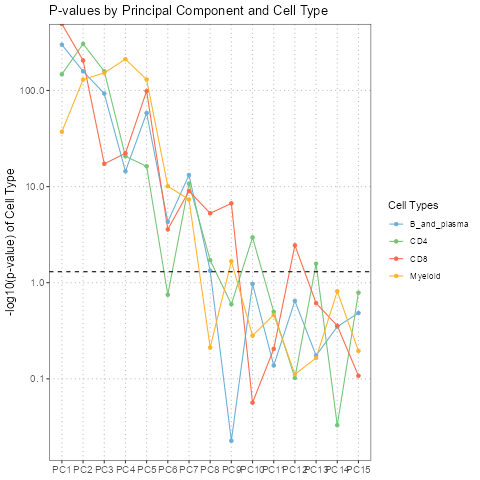 P-values by Principal Component and Cell Type
-log10(p-value) of Cell Type
100.0
10.0
1.0
0.1
PC1 PC2 PC3 PC4 PC5 PC6 PC7 PC8 PC9 PC10 PC11 PC12 PC13 PC14 PC15
Cell Types
B_and_plasma
CD4
CD8
Myeloid